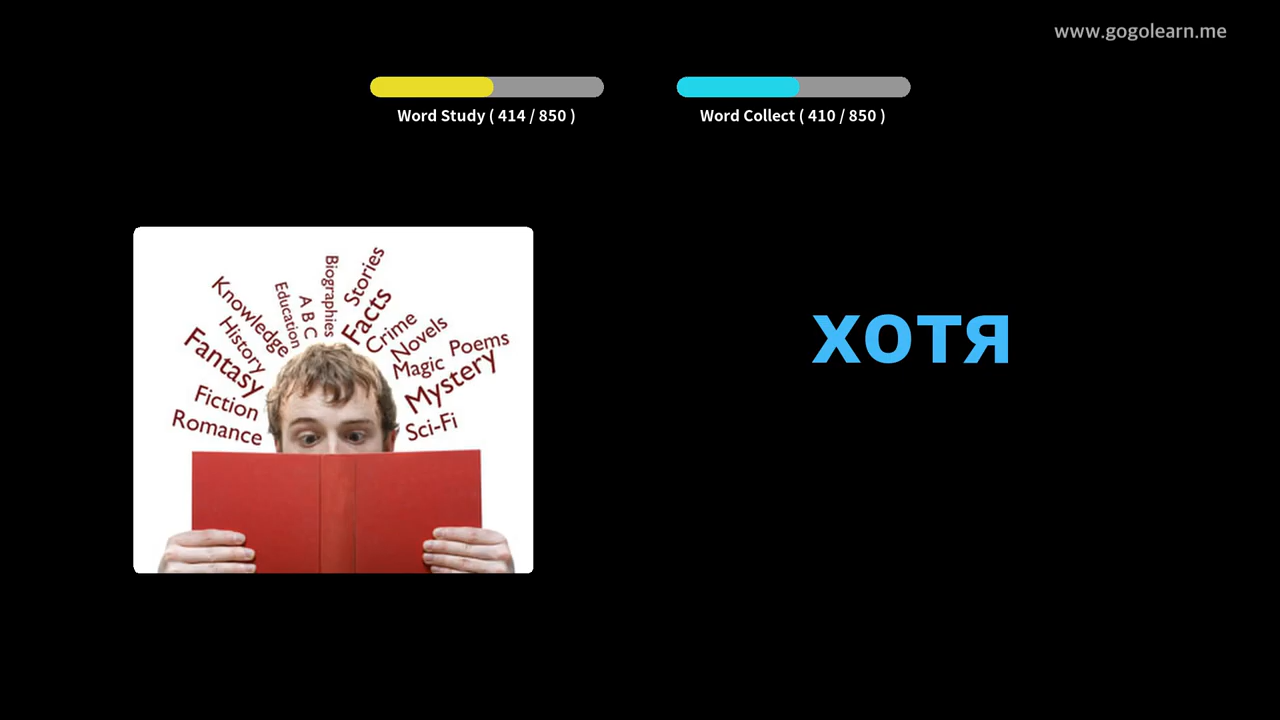 www.gogolearn.me
Word Study ( 414 / 850 )
Word Collect ( 410 / 850 )
Biographies
Stories
Education
A B C
Facts
Knowledge
Crime
History
Novels
Poems
Fantasy
Magic
Mystery
Fiction
Romance
Sci-Fi
хотя